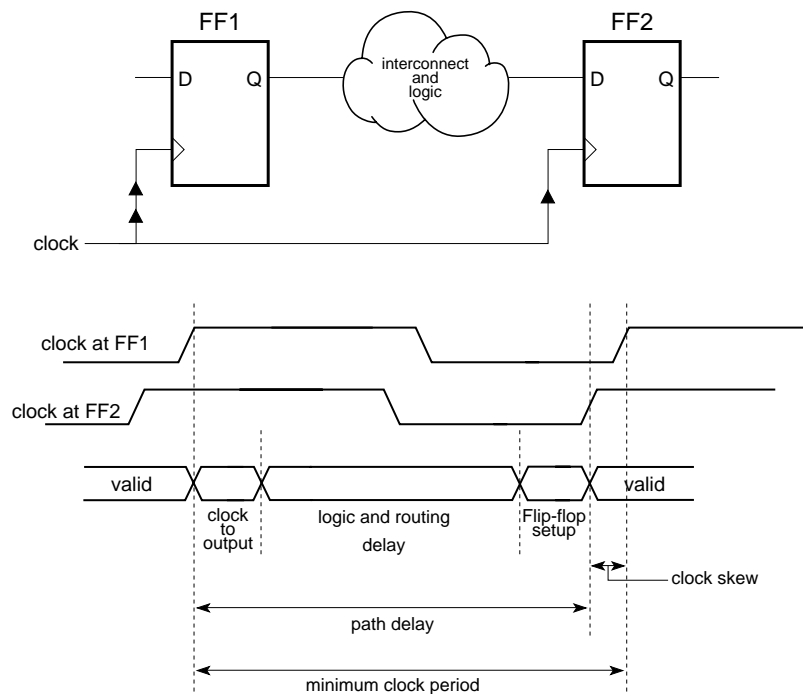 FF1
FF2
D Q
interconnect
and
logic
D Q
clock
clock at FF1
clock at FF2
valid
valid
clock
to
output
logic and routing
delay
Flip-flop
setup
clock skew
path delay
minimum clock period